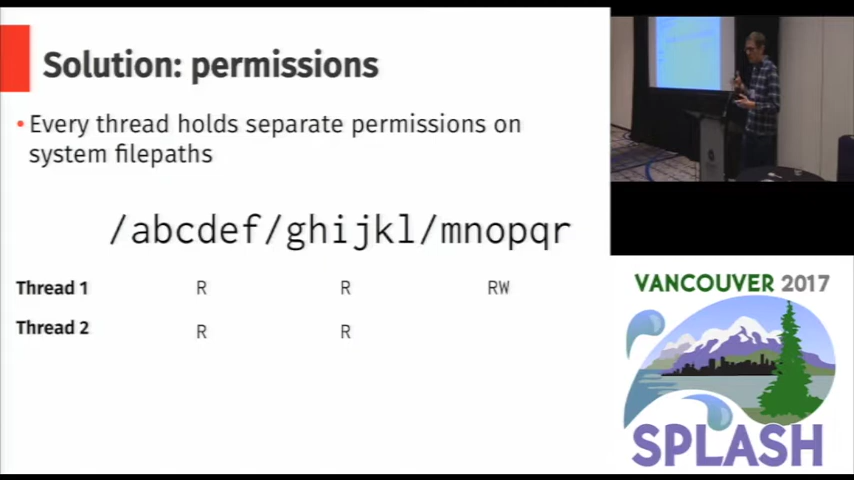 Solution: permissions
• Every thread holds separate permissions on
system filepaths
/abcdef/ghijkl/mnopqr
Thread 1 R R RW
Thread 2 R R
VANCOUVER 2017
SPLASH